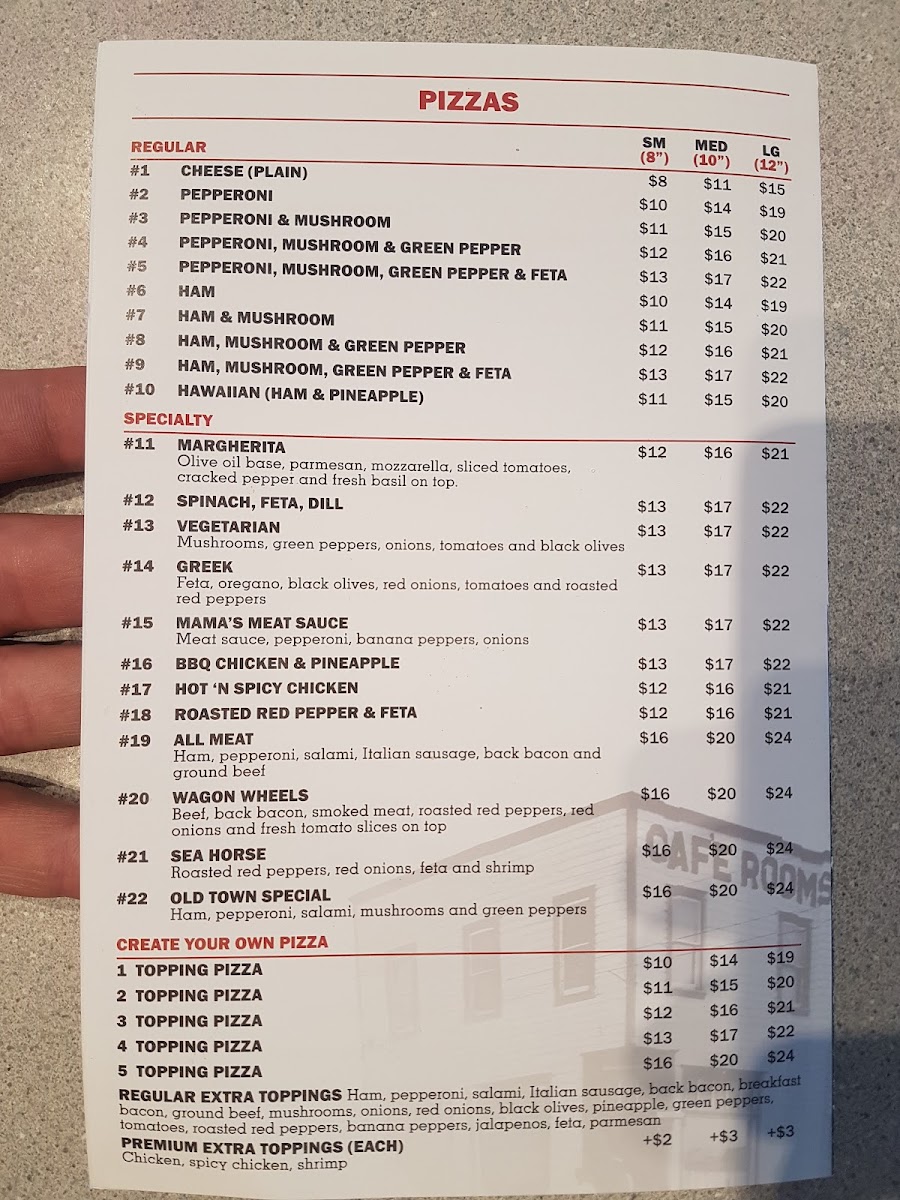 PIZZAS
REGULAR SM (8") MED (10") LG (12")
#1 CHEESE (PLAIN) $8 $11 $15
#2 PEPPERONI $10 $14 $19
#3 PEPPERONI & MUSHROOM $11 $15 $20
#4 PEPPERONI, MUSHROOM & GREEN PEPPER $12 $16 $21
#5 PEPPERONI, MUSHROOM, GREEN PEPPER & FETA $13 $17 $22
#6 HAM $10 $14 $19
#7 HAM & MUSHROOM $11 $15 $20
#8 HAM, MUSHROOM & GREEN PEPPER $12 $16 $21
#9 HAM, MUSHROOM, GREEN PEPPER & FETA $13 $17 $22
#10 HAWAIIAN (HAM & PINEAPPLE) $11 $15 $20
SPECIALTY
#11 MARGHERITA $12 $16 $21
Olive oil base, parmesan, mozzarella, sliced tomatoes,
cracked pepper and fresh basil on top.
#12 SPINACH, FETA, DILL $13 $17 $22
#13 VEGETARIAN $13 $17 $22
Mushrooms, green peppers, onions, tomatoes and black olives
#14 GREEK $13 $17 $22
Feta, oregano, black olives, red onions, tomatoes and roasted
red peppers
#15 MAMA'S MEAT SAUCE $13 $17 $22
Meat sauce, pepperoni, banana peppers, onions
#16 BBQ CHICKEN & PINEAPPLE $13 $17 $22
#17 HOT 'N SPICY CHICKEN $12 $16 $21
#18 ROASTED RED PEPPER & FETA $12 $16 $21
#19 ALL MEAT $16 $20 $24
Ham, pepperoni, salami, Italian sausage, back bacon and
ground beef
#20 WAGON WHEELS $16 $20 $24
Beef, back bacon, smoked meat, roasted red peppers, red
onions and fresh tomato slices on top
#21 SEA HORSE $16 $20 $24
Roasted red peppers, red onions, feta and shrimp
#22 OLD TOWN SPECIAL $16 $20 $24
Ham, pepperoni, salami, mushrooms and green peppers
CAFE ROOMS
CREATE YOUR OWN PIZZA
1 TOPPING PIZZA $10 $14 $19
2 TOPPING PIZZA $11 $15 $20
3 TOPPING PIZZA $12 $16 $21
4 TOPPING PIZZA $13 $17 $22
5 TOPPING PIZZA $16 $20 $24
REGULAR EXTRA TOPPINGS Ham, pepperoni, salami, Italian sausage, back bacon, breakfast
bacon, ground beef, mushrooms, onions, red onions, black olives, pineapple, green peppers,
tomatoes, roasted red peppers, banana peppers, jalapenos, feta, parmesan
PREMIUM EXTRA TOPPINGS (EACH) +$2 +$3 +$3
Chicken, spicy chicken, shrimp